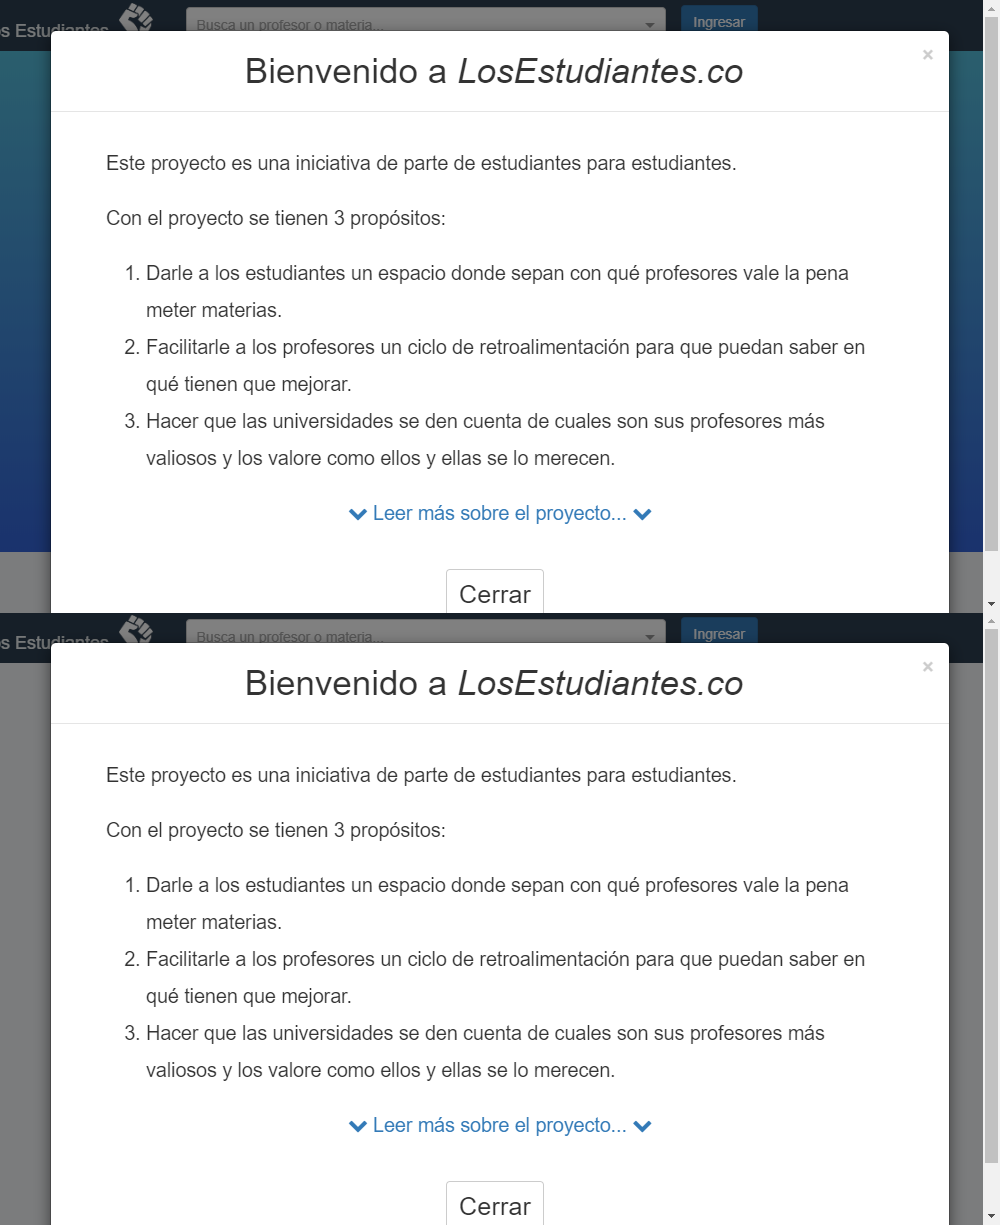 s Estudiantes
Busca un profesor o materia...
Ingresar
×
Bienvenido a LosEstudiantes.co
Este proyecto es una iniciativa de parte de estudiantes para estudiantes.
Con el proyecto se tienen 3 propósitos:
1. Darle a los estudiantes un espacio donde sepan con qué profesores vale la pena
meter materias.
2. Facilitarle a los profesores un ciclo de retroalimentación para que puedan saber en
qué tienen que mejorar.
3. Hacer que las universidades se den cuenta de cuales son sus profesores más
valiosos y los valore como ellos y ellas se lo merecen.
Leer más sobre el proyecto...
Cerrar
s Estudiantes
Busca un profesor o materia...
Ingresar
×
Bienvenido a LosEstudiantes.co
Este proyecto es una iniciativa de parte de estudiantes para estudiantes.
Con el proyecto se tienen 3 propósitos:
1. Darle a los estudiantes un espacio donde sepan con qué profesores vale la pena
meter materias.
2. Facilitarle a los profesores un ciclo de retroalimentación para que puedan saber en
qué tienen que mejorar.
3. Hacer que las universidades se den cuenta de cuales son sus profesores más
valiosos y los valore como ellos y ellas se lo merecen.
Leer más sobre el proyecto...
Cerrar